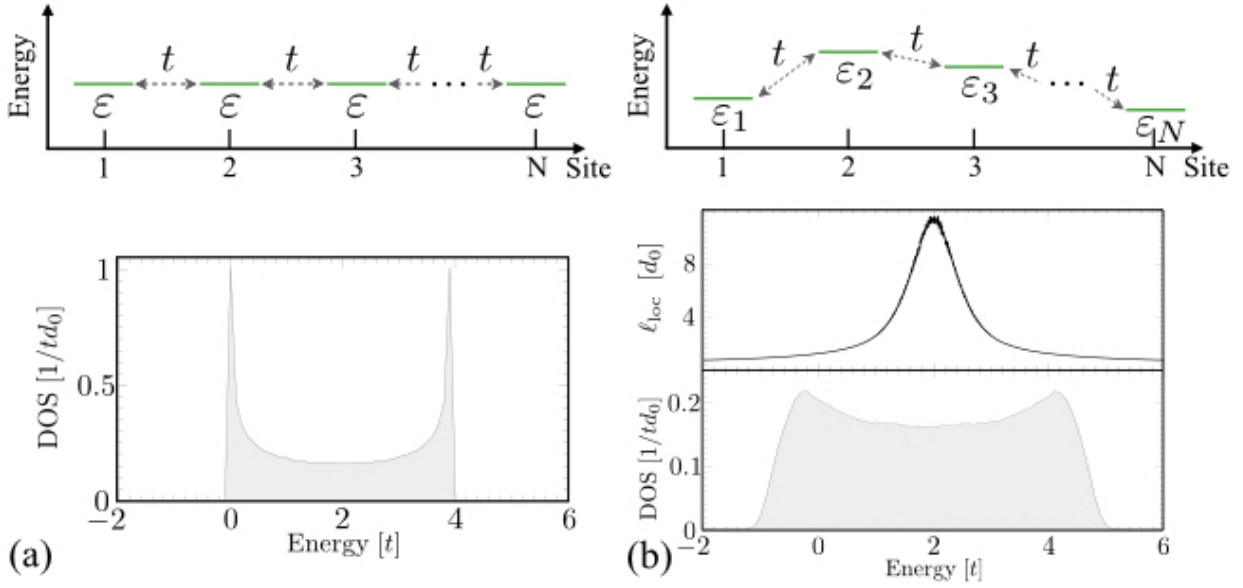 Energy
t t t t
ε ε ε ... ε
1 2 3 N Site
Energy
t t t t
ε₁ ε₂ ε₃ ... ε_N
1 2 3 N Site
DOS [1/td₀]
1
0.5
0
−2 0 2 4 6
Energy [t]
(a)
ℓ_loc [d₀]
8
4
DOS [1/td₀]
0.2
0.1
0
−2 0 2 4 6
Energy [t]
(b)